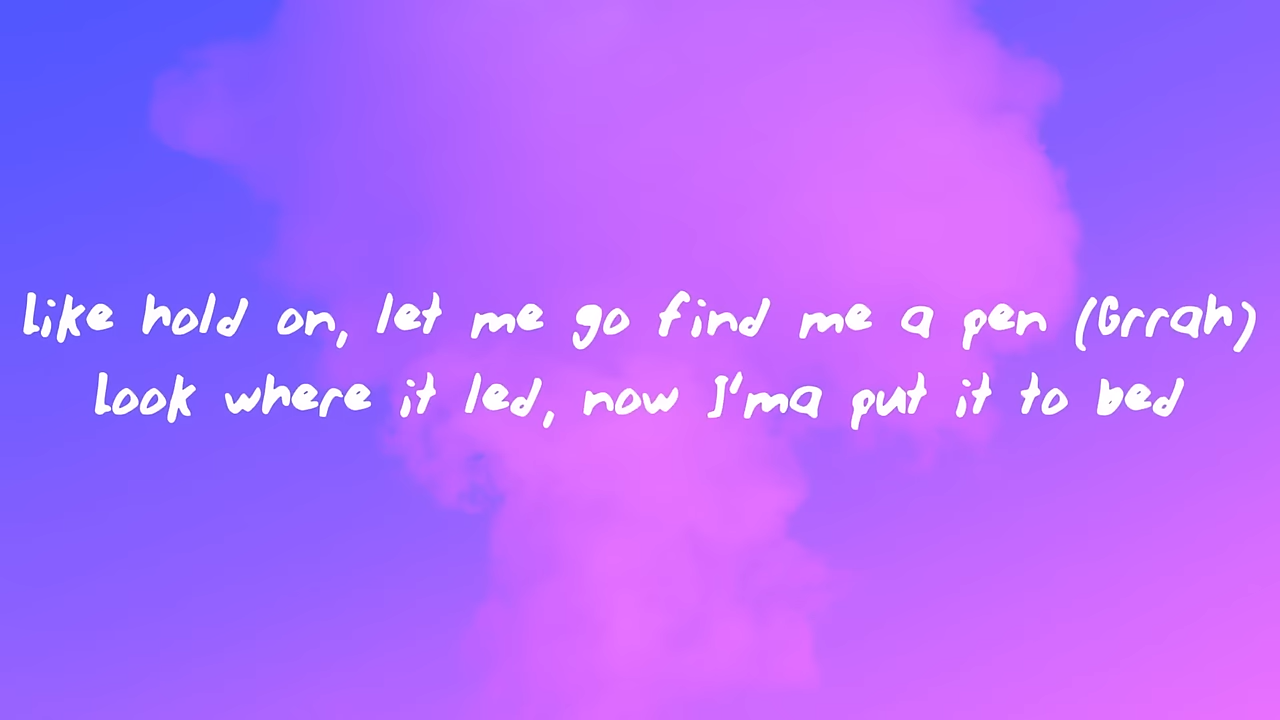 like hold on, let me go find me a pen (Grrah)
Look where it led, now I'ma put it to bed